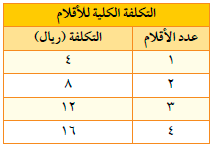 التكلفة الكلية للأقلام
عدد الأقلام التكلفة (ريال)
١ ٤
٢ ٨
٣ ١٢
٤ ١٦